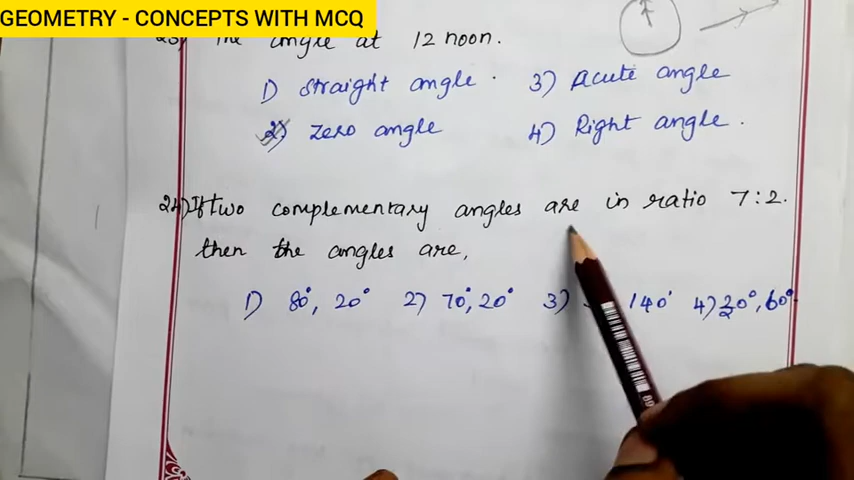 GEOMETRY - CONCEPTS WITH MCQ
The angle at 12 noon.
1) straight angle. 3) Acute angle
2) zero angle 4) Right angle.
24) If two complementary angles are in ratio 7:2.
then the angles are,
1) 80°, 20° 2) 70°, 20° 3) 140° 4) 30°, 60°